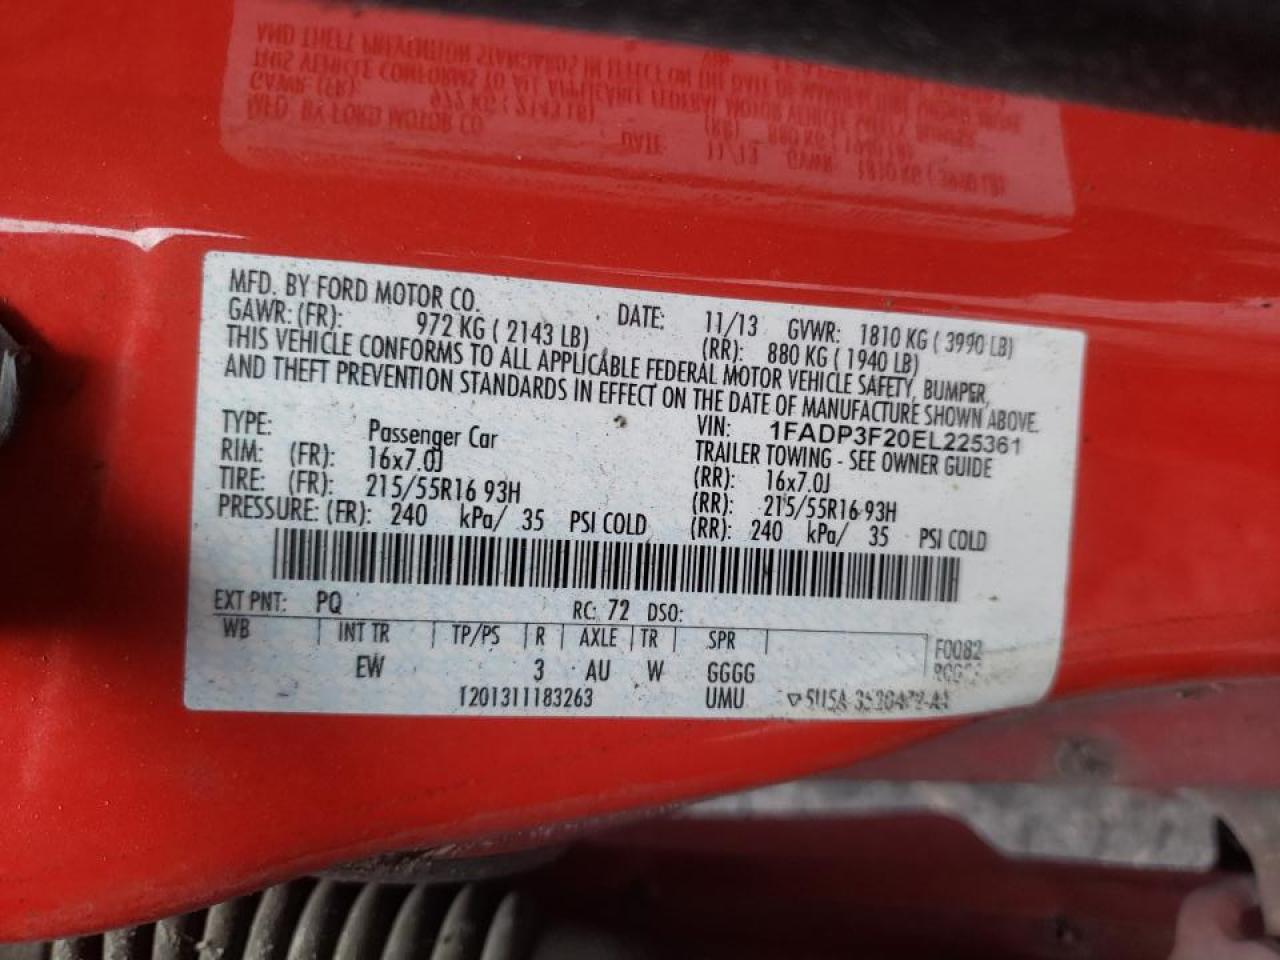 MFD. BY FORD MOTOR CO.
DATE: 11/13 GVWR: 1810 KG ( 3990 LB)
GAWR: (FR): 972 KG ( 2143 LB) (RR): 880 KG ( 1940 LB)
THIS VEHICLE CONFORMS TO ALL APPLICABLE FEDERAL MOTOR VEHICLE SAFETY, BUMPER,
AND THEFT PREVENTION STANDARDS IN EFFECT ON THE DATE OF MANUFACTURE SHOWN ABOVE.
VIN: 1FADP3F20EL225361
TYPE: Passenger Car TRAILER TOWING - SEE OWNER GUIDE
RIM: (FR): 16x7.0J (RR): 16x7.0J
TIRE: (FR): 215/55R16 93H (RR): 215/55R16 93H
PRESSURE: (FR): 240 kPa/ 35 PSI COLD (RR): 240 kPa/ 35 PSI COLD
EXT PNT: PQ RC: 72 DSO:
WB INT TR TP/PS R AXLE TR SPR F0082
EW 3 AU W GGGG
T201311183263 UMU